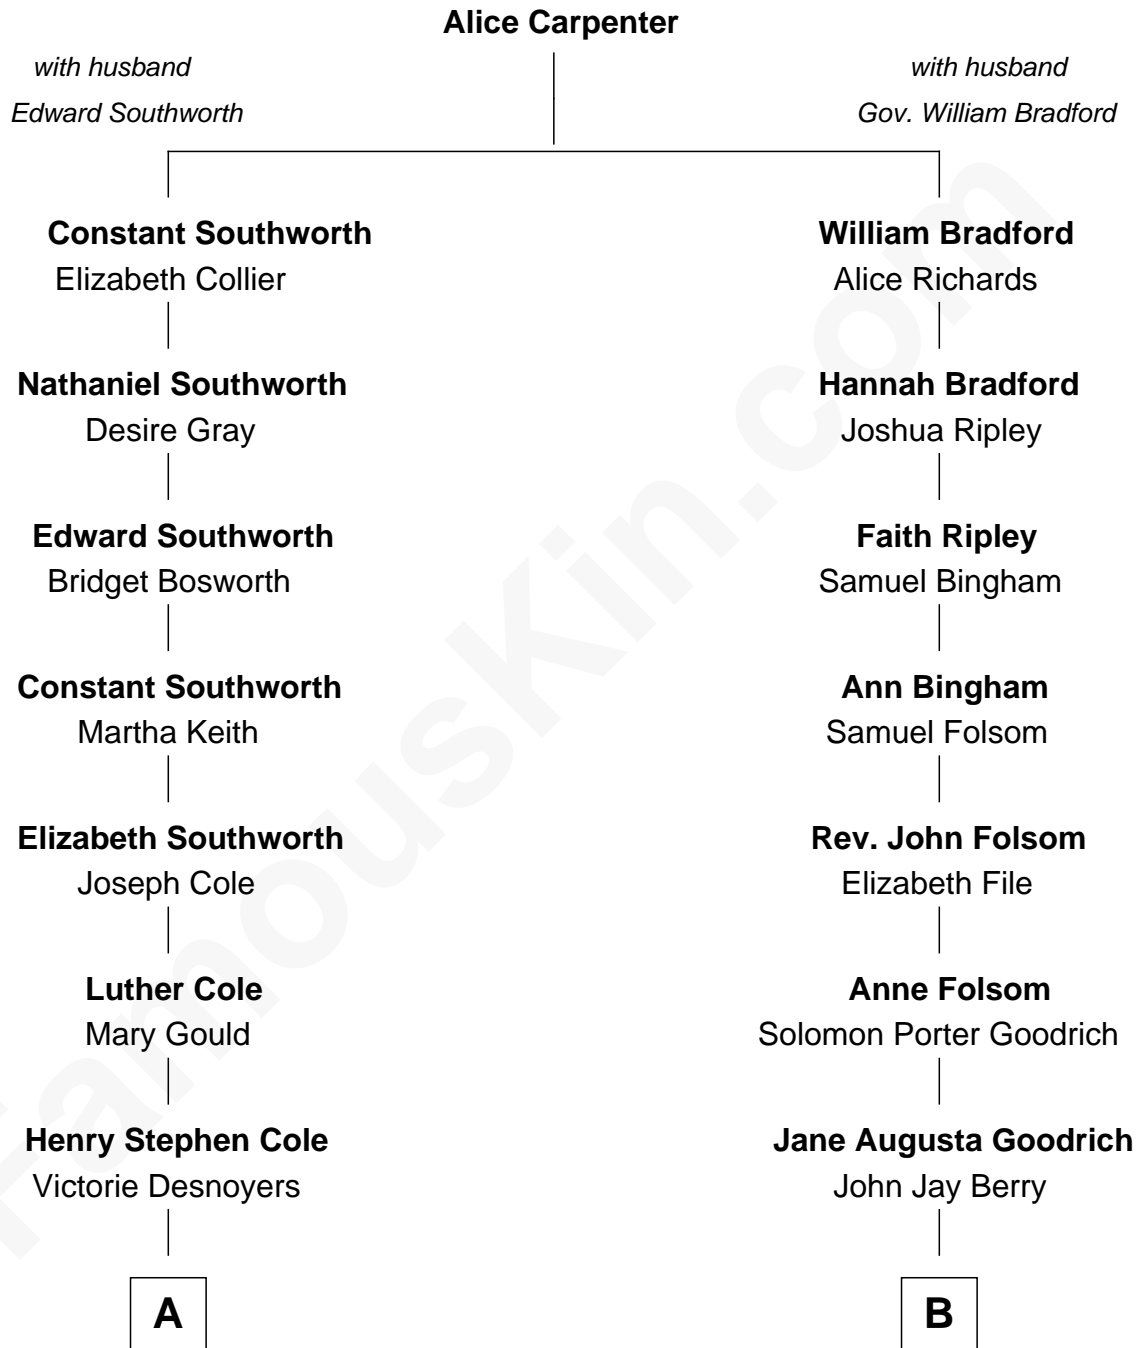 Alice Carpenter
with husband
Edward Southworth
with husband
Gov. William Bradford
Constant Southworth
Elizabeth Collier
William Bradford
Alice Richards
Nathaniel Southworth
Desire Gray
Hannah Bradford
Joshua Ripley
Edward Southworth
Bridget Bosworth
Faith Ripley
Samuel Bingham
Constant Southworth
Martha Keith
Ann Bingham
Samuel Folsom
Elizabeth Southworth
Joseph Cole
Rev. John Folsom
Elizabeth File
Luther Cole
Mary Gould
Anne Folsom
Solomon Porter Goodrich
Henry Stephen Cole
Victorie Desnoyers
Jane Augusta Goodrich
John Jay Berry
A
B
FamousKin.com